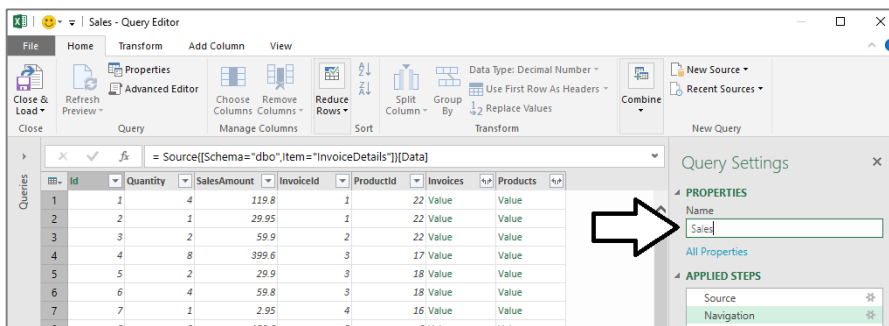 Sales - Query Editor
File Home Transform Add Column View
Close & Load
Refresh Preview
Properties
Advanced Editor
Choose Columns
Remove Columns
Reduce Rows
Split Column
Group By
Data Type: Decimal Number
Use First Row As Headers
Replace Values
Combine
New Source
Recent Sources
Close Query Manage Columns Sort Transform New Query
Queries
fx = Source{[Schema="dbo",Item="InvoiceDetails"]}[Data]
Id Quantity SalesAmount InvoiceId ProductId Invoices Products
1 1 4 119.8 1 22 Value Value
2 2 1 29.95 1 22 Value Value
3 3 2 59.9 2 22 Value Value
4 4 8 399.6 3 17 Value Value
5 5 2 29.9 3 18 Value Value
6 6 4 59.8 3 18 Value Value
7 7 1 2.95 4 16 Value Value
Query Settings
PROPERTIES
Name
Sales
All Properties
APPLIED STEPS
Source
Navigation